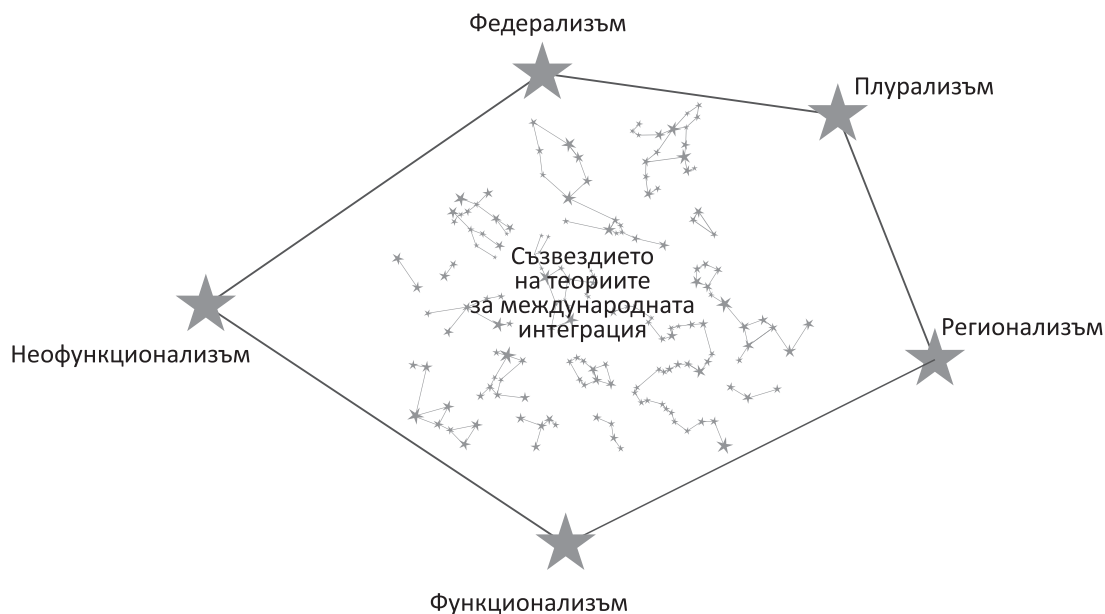 Федерализъм
Плурализъм
Съзвездието
на теориите
за международната
интеграция
Регионализъм
Неофункционализъм
Функционализъм